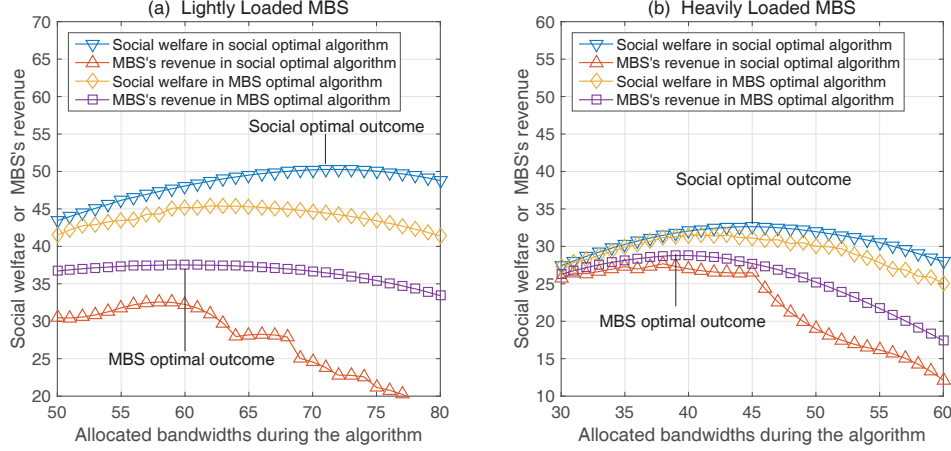 (a) Lightly Loaded MBS
70
65
60
55
50
45
40
35
30
25
20
Social welfare or MBS's revenue
Social welfare in social optimal algorithm
MBS's revenue in social optimal algorithm
Social welfare in MBS optimal algorithm
MBS's revenue in MBS optimal algorithm
Social optimal outcome
MBS optimal outcome
50 55 60 65 70 75 80
Allocated bandwidths during the algorithm
(b) Heavily Loaded MBS
60
55
50
45
40
35
30
25
20
15
10
Social welfare or MBS's revenue
Social welfare in social optimal algorithm
MBS's revenue in social optimal algorithm
Social welfare in MBS optimal algorithm
MBS's revenue in MBS optimal algorithm
Social optimal outcome
MBS optimal outcome
30 35 40 45 50 55 60
Allocated bandwidths during the algorithm